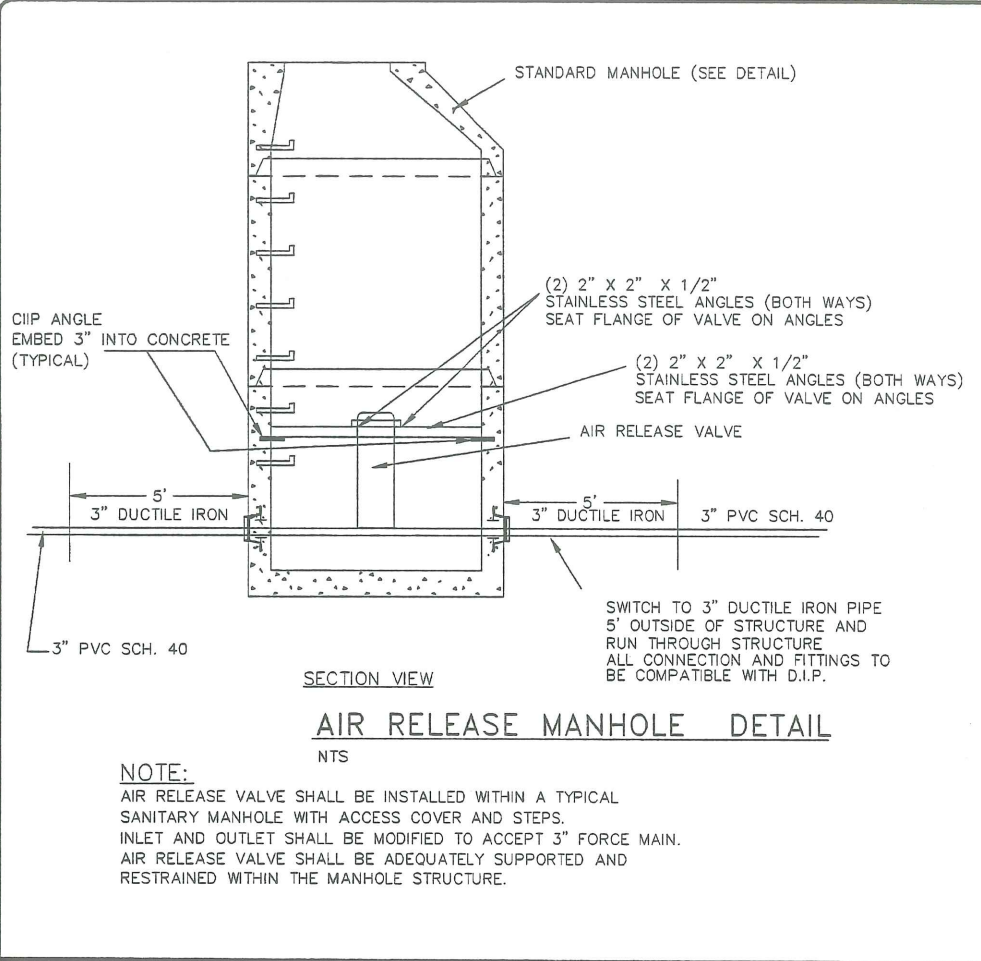 STANDARD MANHOLE (SEE DETAIL)
(2) 2" X 2" X 1/2"
STAINLESS STEEL ANGLES (BOTH WAYS)
SEAT FLANGE OF VALVE ON ANGLES
CIIP ANGLE
EMBED 3" INTO CONCRETE
(TYPICAL)
(2) 2" X 2" X 1/2"
STAINLESS STEEL ANGLES (BOTH WAYS)
SEAT FLANGE OF VALVE ON ANGLES
AIR RELEASE VALVE
5'
3" DUCTILE IRON
5'
3" DUCTILE IRON
3" PVC SCH. 40
3" PVC SCH. 40
SWITCH TO 3" DUCTILE IRON PIPE
5' OUTSIDE OF STRUCTURE AND
RUN THROUGH STRUCTURE
ALL CONNECTION AND FITTINGS TO
BE COMPATIBLE WITH D.I.P.
SECTION VIEW
AIR RELEASE MANHOLE DETAIL
NTS
NOTE:
AIR RELEASE VALVE SHALL BE INSTALLED WITHIN A TYPICAL
SANITARY MANHOLE WITH ACCESS COVER AND STEPS.
INLET AND OUTLET SHALL BE MODIFIED TO ACCEPT 3" FORCE MAIN.
AIR RELEASE VALVE SHALL BE ADEQUATELY SUPPORTED AND
RESTRAINED WITHIN THE MANHOLE STRUCTURE.